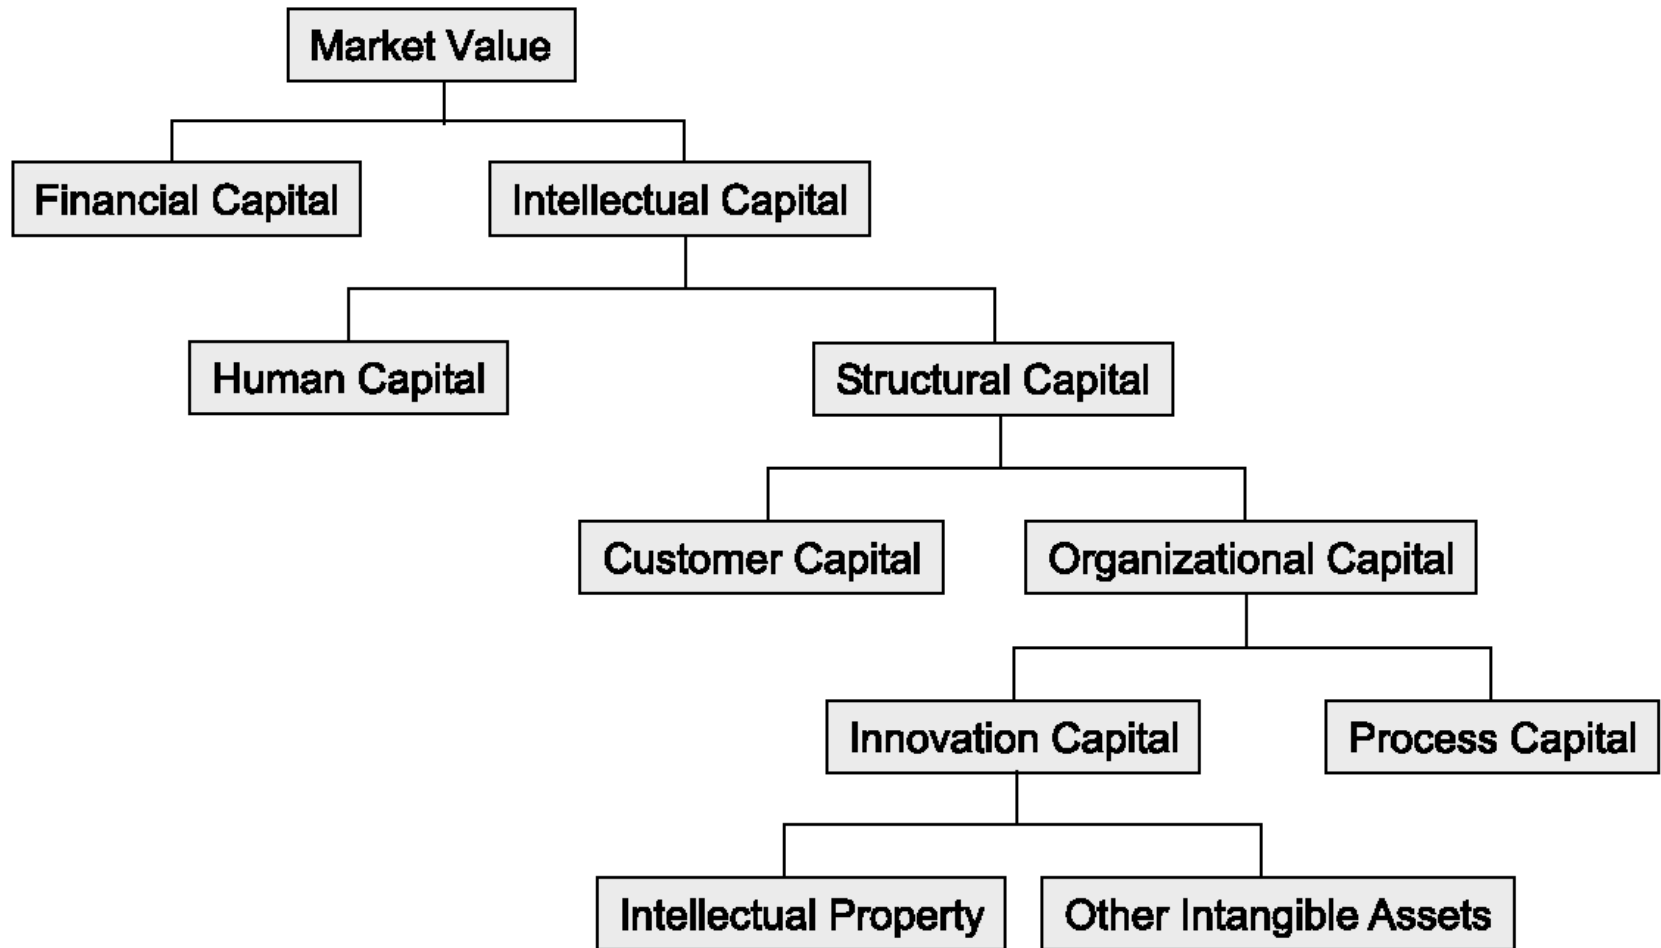 Market Value
Financial Capital
Intellectual Capital
Human Capital
Structural Capital
Customer Capital
Organizational Capital
Innovation Capital
Process Capital
Intellectual Property
Other Intangible Assets